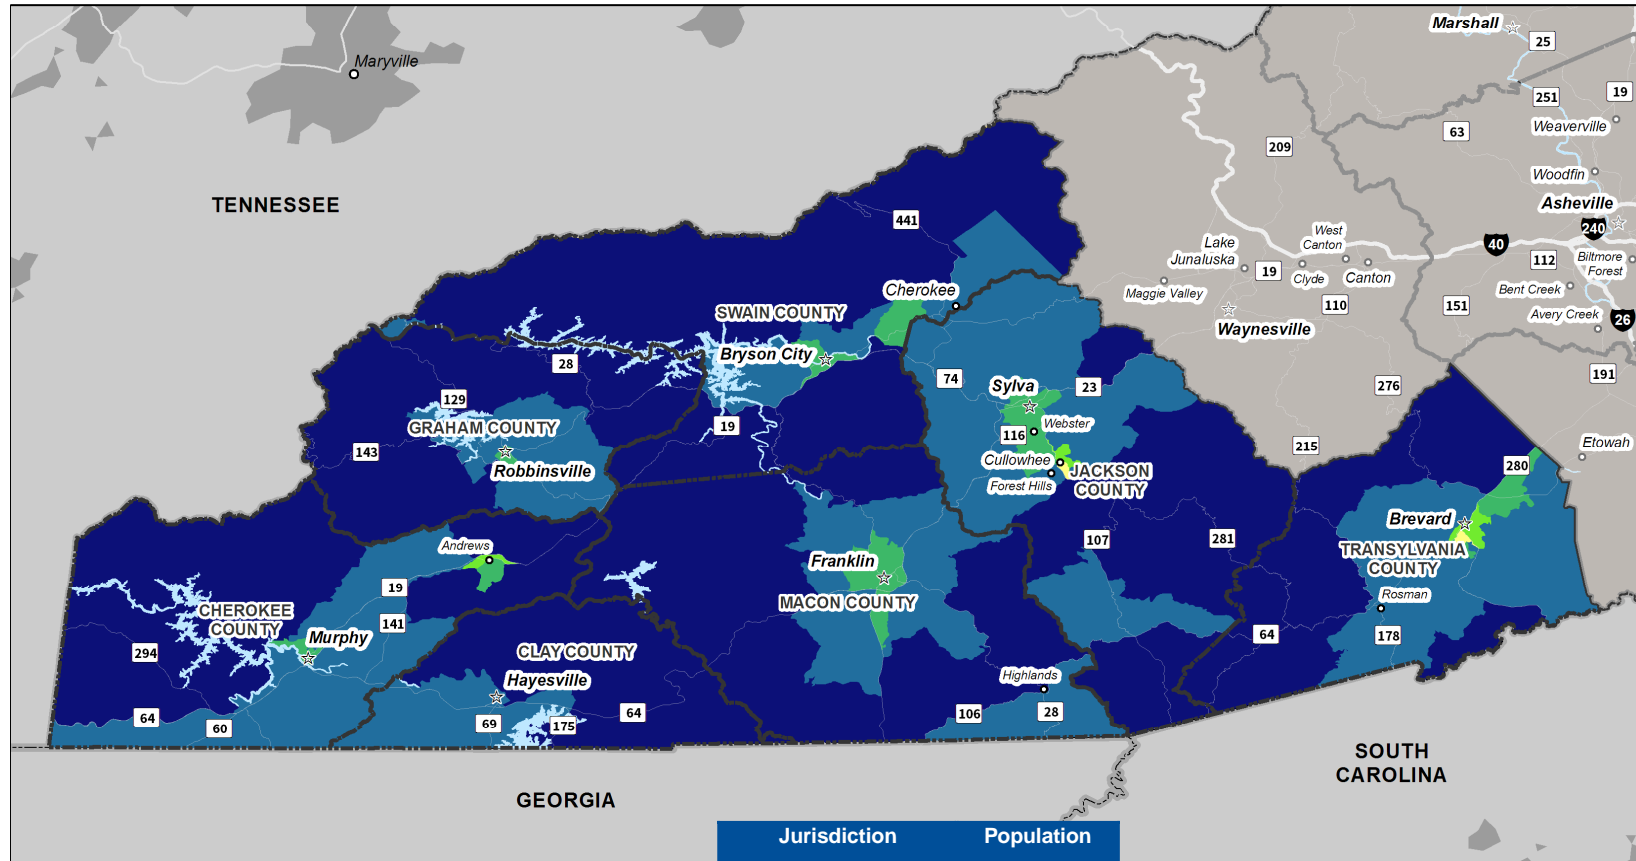 Marshall
25
Maryville
251
19
63
Weaverville
209
Woodfin
TENNESSEE
Asheville
441
240
West
Canton
40
Lake
Junaluska
19
112
Biltmore
Forest
Clyde
Canton
Cherokee
Maggie Valley
110
151
Bent Creek
SWAIN COUNTY
Avery Creek
26
Waynesville
Bryson City
28
74
191
Sylva
23
276
129
GRAHAM COUNTY
19
Webster
116
143
215
Etowah
Robbinsville
Cullowhee
JACKSON
COUNTY
280
Forest Hills
Brevard
107
281
Andrews
TRANSYLVANIA
COUNTY
Franklin
19
Rosman
MACON COUNTY
CHEROKEE
COUNTY
141
Murphy
64
178
294
CLAY COUNTY
Hayesville
Highlands
64
60
69
175
64
106
28
SOUTH
CAROLINA
GEORGIA
Jurisdiction Population